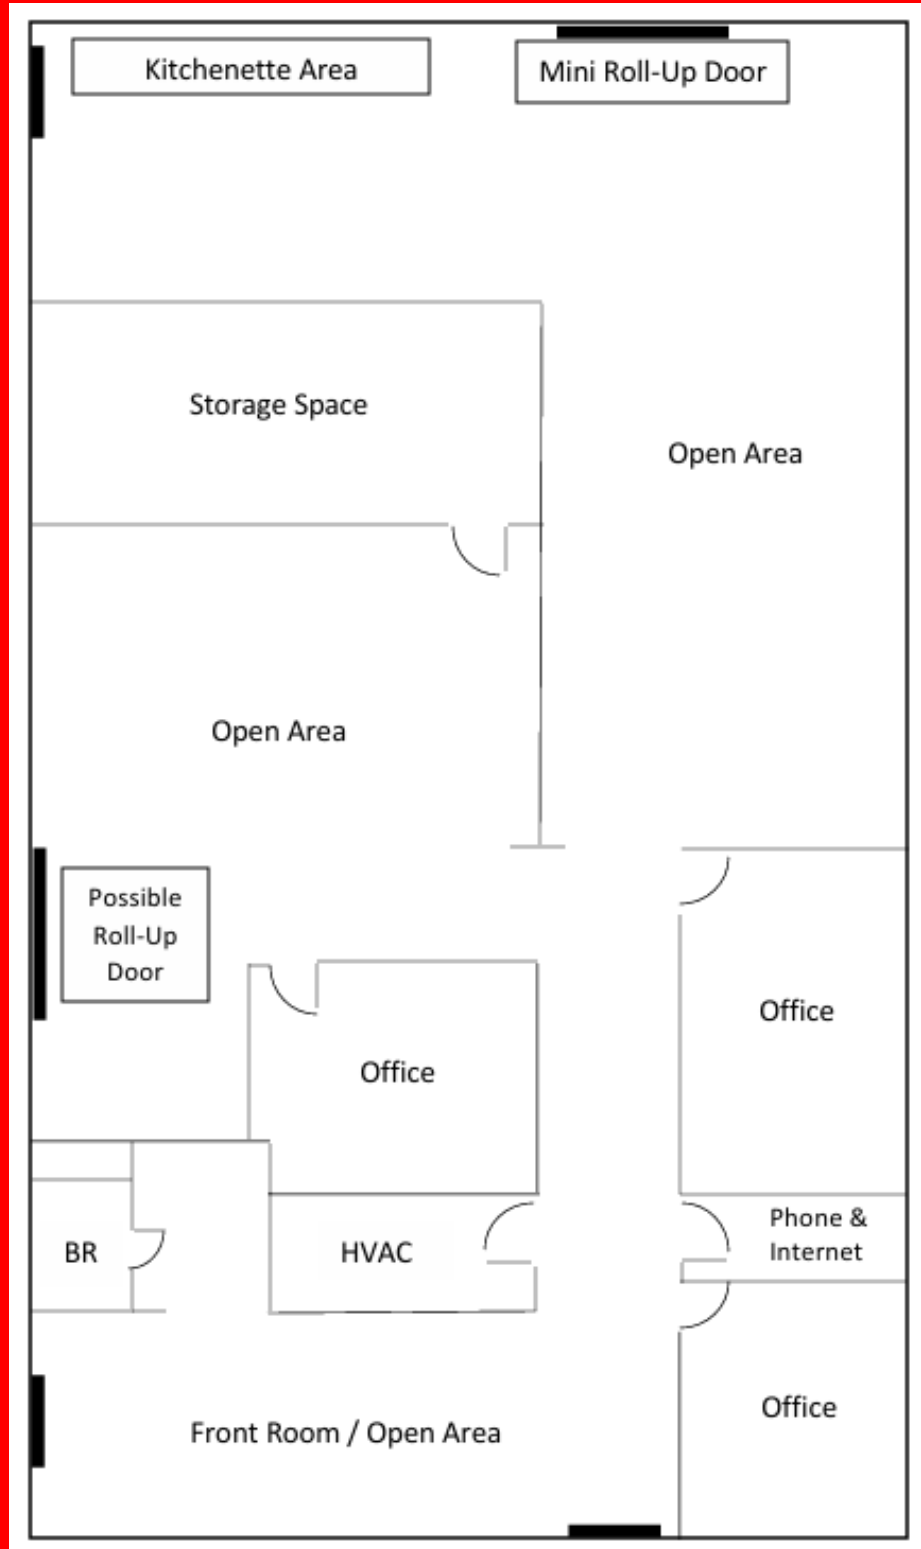 Kitchenette Area
Mini Roll-Up Door
Storage Space
Open Area
Open Area
Possible
Roll-Up
Door
Office
Office
Phone &
Internet
BR
HVAC
Office
Front Room / Open Area